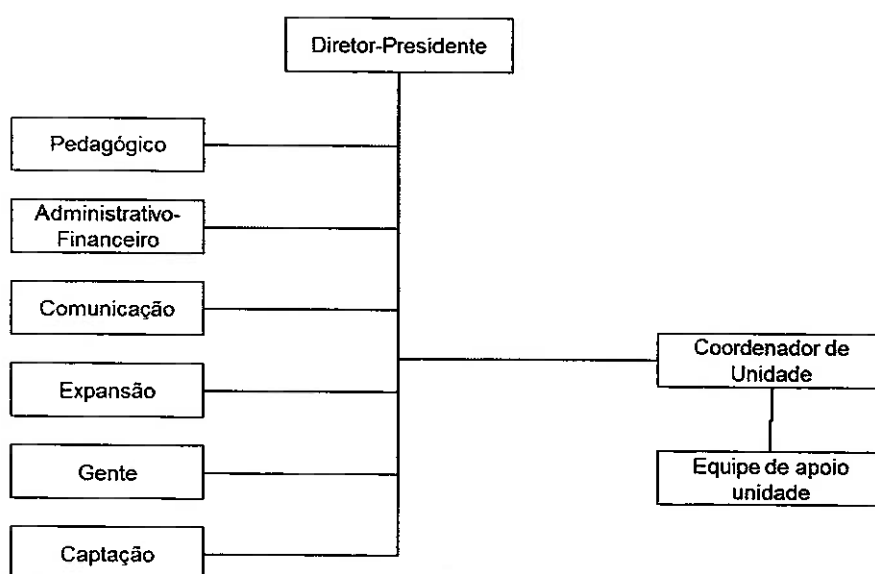 Diretor-Presidente
Pedagógico
Administrativo-
Financeiro
Comunicação
Expansão
Gente
Captação
Coordenador de
Unidade
Equipe de apoio
unidade